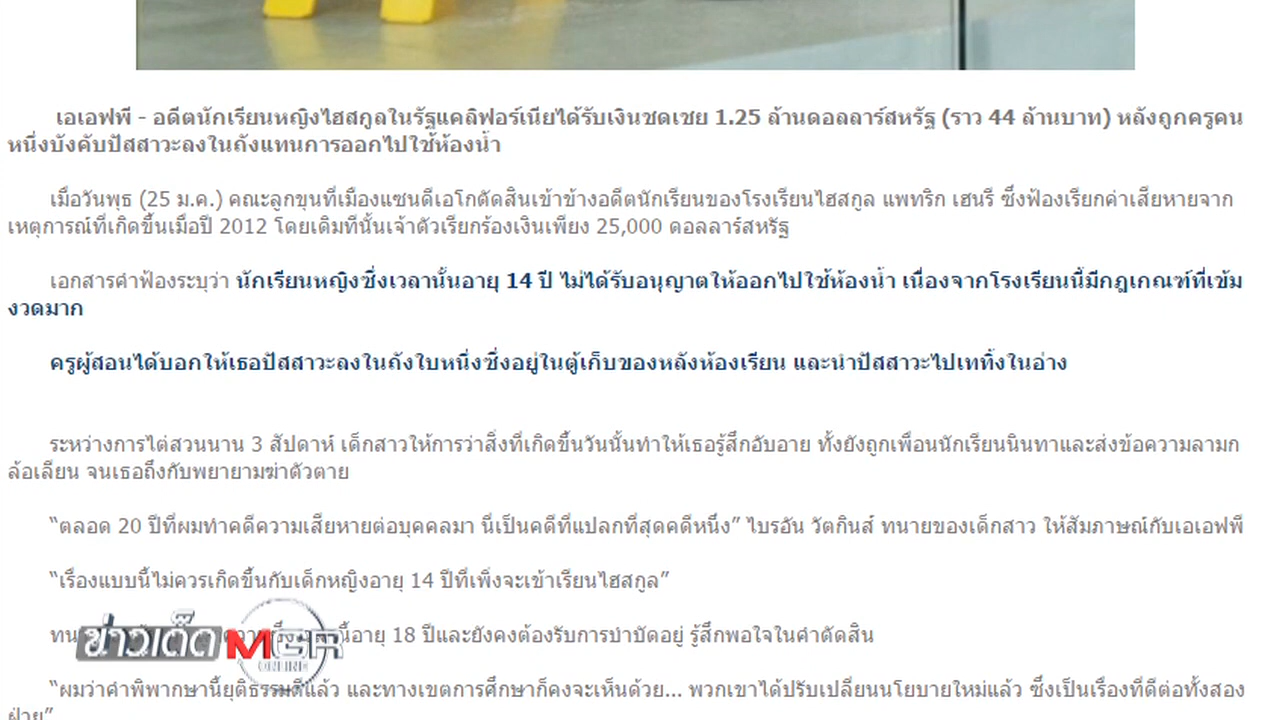 เอเอฟพี - อดีตนักเรียนหญิงไฮสกูลในรัฐแคลิฟอร์เนียได้รับเงินชดเชย 1.25 ล้านดอลลาร์สหรัฐ (ราว 44 ล้านบาท) หลังถูกครูคน
หนึ่งบังคับปัสสาวะลงในถังแทนการออกไปใช้ห้องน้ำ
เมื่อวันพุธ (25 ม.ค.) คณะลูกขุนที่เมืองแซนดีเอโกตัดสินเข้าข้างอดีตนักเรียนของโรงเรียนไฮสกูล แพทริก เฮนรี ซึ่งฟ้องเรียกค่าเสียหายจาก
เหตุการณ์ที่เกิดขึ้นเมื่อปี 2012 โดยเดิมทีนั้นเจ้าตัวเรียกร้องเงินเพียง 25,000 ดอลลาร์สหรัฐ
เอกสารคำฟ้องระบุว่า นักเรียนหญิงซึ่งเวลานั้นอายุ 14 ปี ไม่ได้รับอนุญาตให้ออกไปใช้ห้องน้ำ เนื่องจากโรงเรียนนี้มีกฎเกณฑ์ที่เข้ม
งวดมาก
ครูผู้สอนได้บอกให้เธอปัสสาวะลงในถังใบหนึ่งซึ่งอยู่ในตู้เก็บของหลังห้องเรียน และนำปัสสาวะไปเททิ้งในอ่าง
ระหว่างการไต่สวนนาน 3 สัปดาห์ เด็กสาวให้การว่าสิ่งที่เกิดขึ้นวันนั้นทำให้เธอรู้สึกอับอาย ทั้งยังถูกเพื่อนนักเรียนนินทาและส่งข้อความลามก
ล้อเลียน จนเธอถึงกับพยายามฆ่าตัวตาย
“ตลอด 20 ปีที่ผมทำคดีความเสียหายต่อบุคคลมา นี่เป็นคดีที่แปลกที่สุดคดีหนึ่ง” ไบรอัน วัตกินส์ ทนายของเด็กสาว ให้สัมภาษณ์กับเอเอฟพี
“เรื่องแบบนี้ไม่ควรเกิดขึ้นกับเด็กหญิงอายุ 14 ปีที่เพิ่งจะเข้าเรียนไฮสกูล”
อายุ 18 ปีและยังคงต้องรับการบำบัดอยู่ รู้สึกพอใจในคำตัดสิน
ข่าวเด็ด MGR
ONLINE
“ผมว่าคำพิพากษานี้ยุติธรรมดีแล้ว และทางเขตการศึกษาก็คงจะเห็นด้วย... พวกเขาได้ปรับเปลี่ยนนโยบายใหม่แล้ว ซึ่งเป็นเรื่องที่ดีต่อทั้งสอง
ฝ่าย”